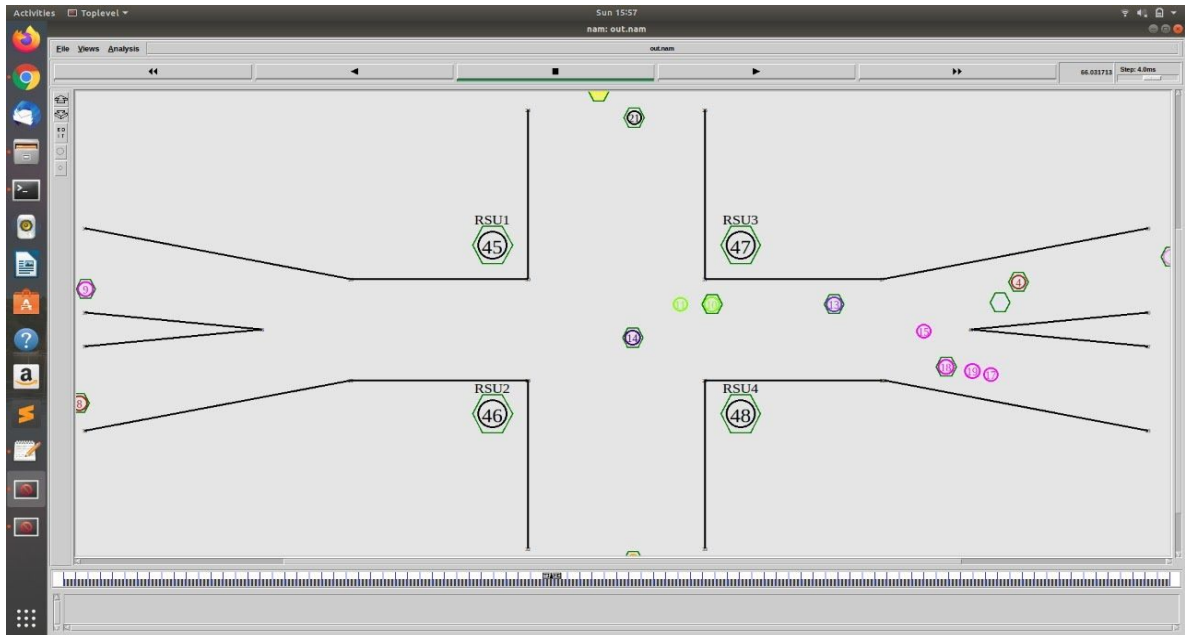 Activities Toplevel Sun 15:57
nam: out.nam
File Views Analysis out.nam
66.031713 Step: 4.0ms
21
RSU1 RSU3
45 47
9 4
13
14 15
18 19 17
RSU2 RSU4
8 46 48